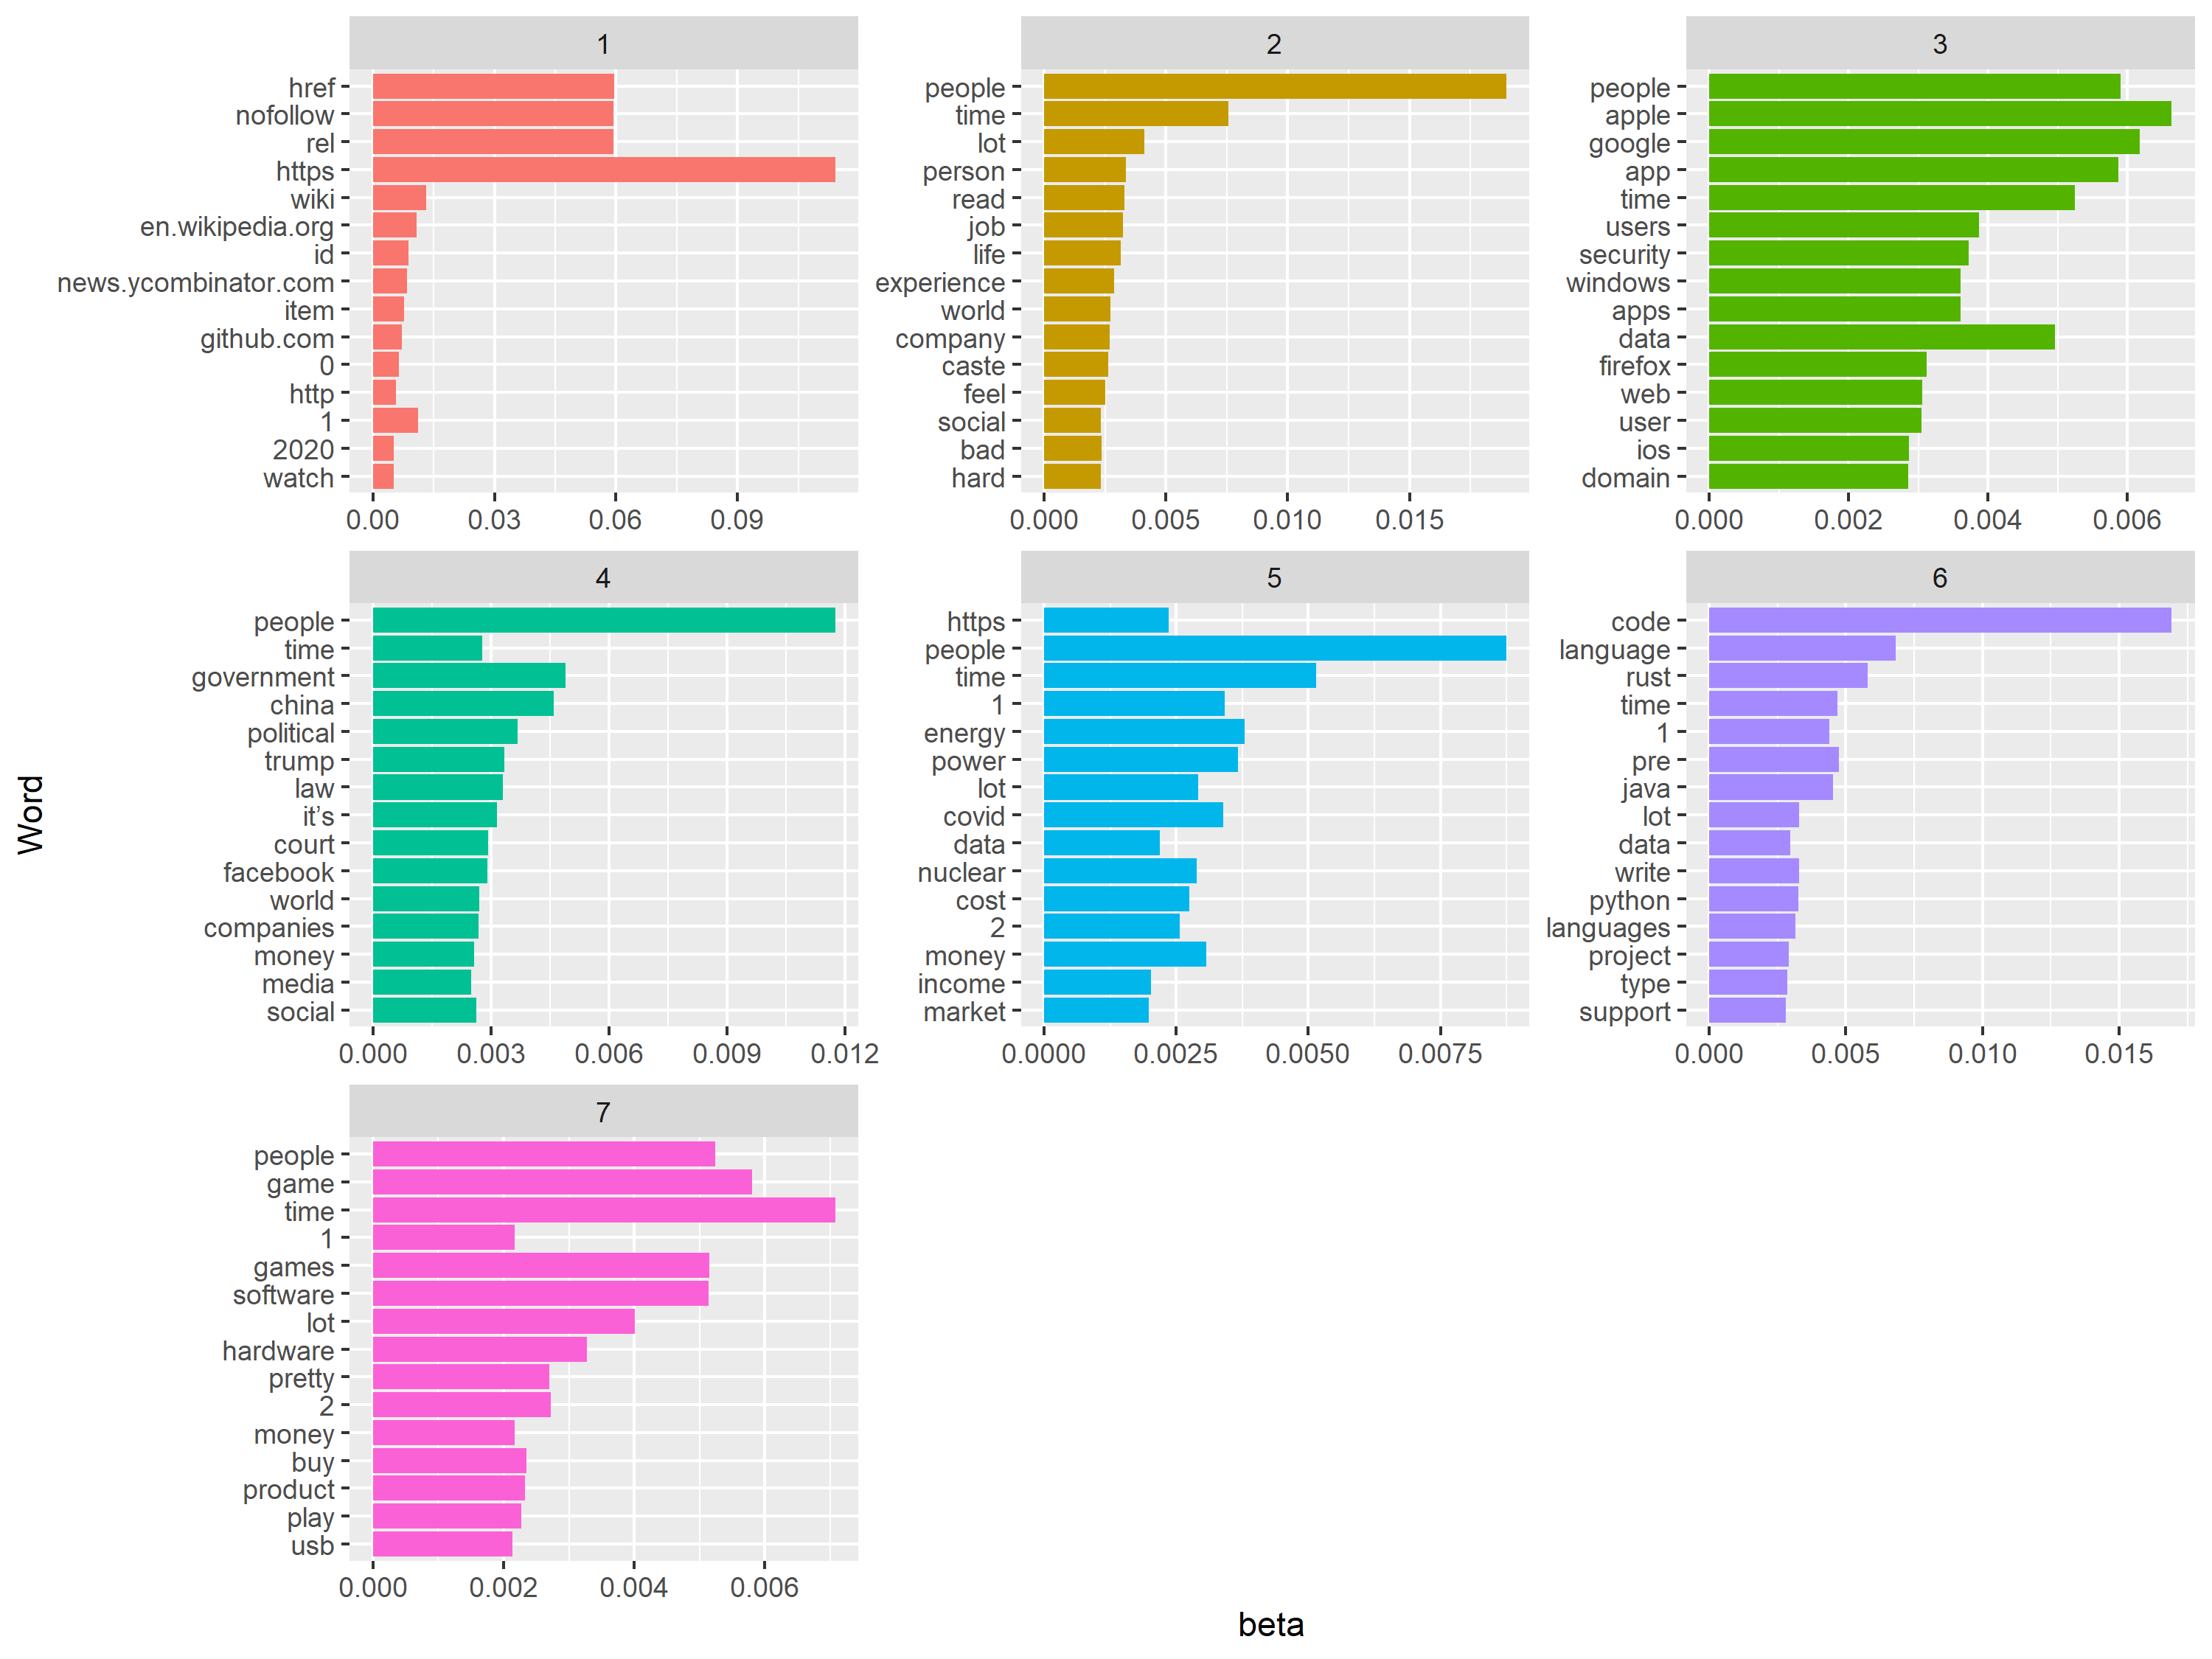 1
href
nofollow
rel
https
wiki
en.wikipedia.org
id
news.ycombinator.com
item
github.com
0
http
1
2020
watch
0.00 0.03 0.06 0.09
2
people
time
lot
person
read
job
life
experience
world
company
caste
feel
social
bad
hard
0.000 0.005 0.010 0.015
3
people
apple
google
app
time
users
security
windows
apps
data
firefox
web
user
ios
domain
0.000 0.002 0.004 0.006
Word
4
people
time
government
china
political
trump
law
it’s
court
facebook
world
companies
money
media
social
0.000 0.003 0.006 0.009 0.012
5
https
people
time
1
energy
power
lot
covid
data
nuclear
cost
2
money
income
market
0.0000 0.0025 0.0050 0.0075
6
code
language
rust
time
1
pre
java
lot
data
write
python
languages
project
type
support
0.000 0.005 0.010 0.015
7
people
game
time
1
games
software
lot
hardware
pretty
2
money
buy
product
play
usb
0.000 0.002 0.004 0.006
beta